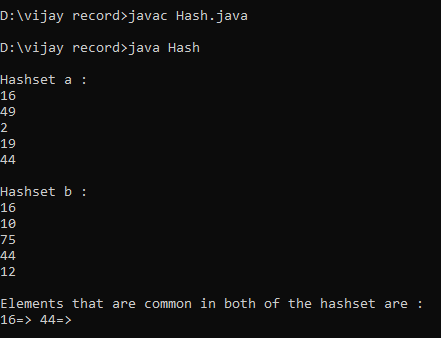 D:\vijay record>javac Hash.java
D:\vijay record>java Hash
Hashset a :
16
49
2
19
44
Hashset b :
16
10
75
44
12
Elements that are common in both of the hashset are :
16=> 44=>